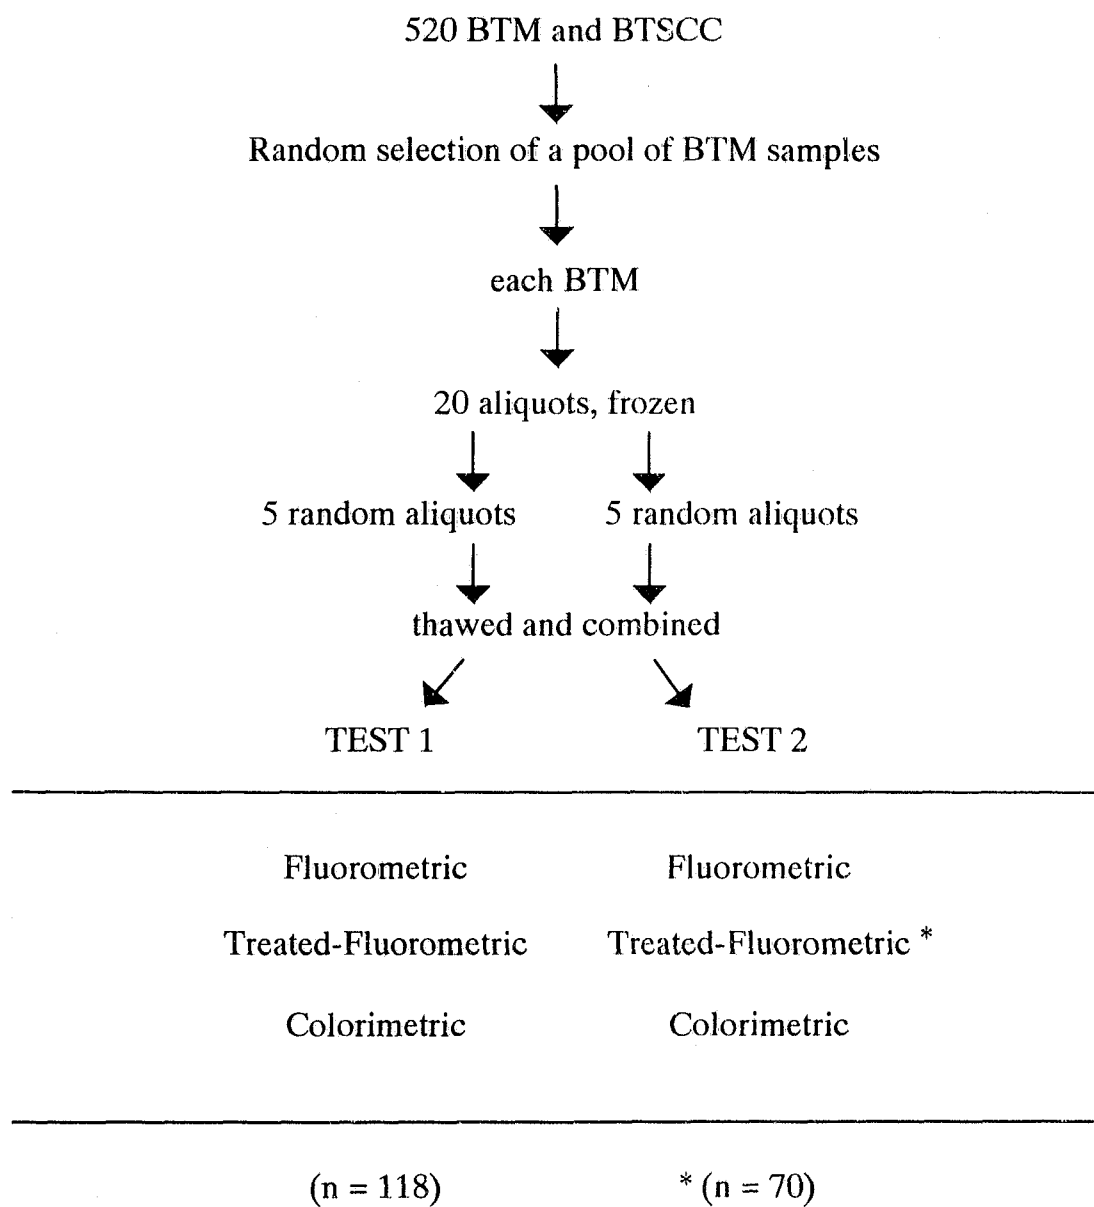 520 BTM and BTSCC
Random selection of a pool of BTM samples
each BTM
20 aliquots, frozen
5 random aliquots 5 random aliquots
thawed and combined
TEST 1 TEST 2
Fluorometric Fluorometric
Treated-Fluorometric Treated-Fluorometric *
Colorimetric Colorimetric
(n = 118) * (n = 70)